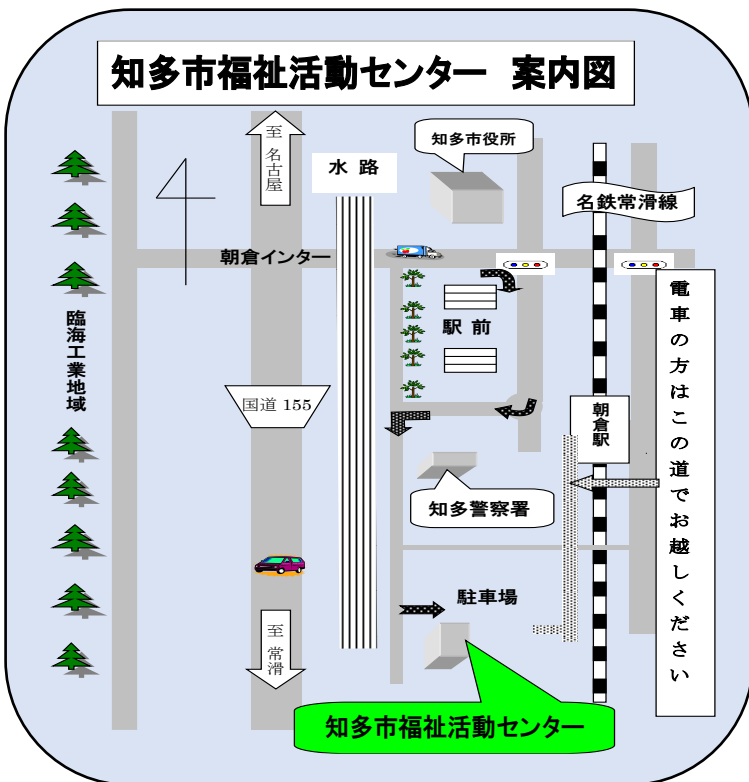 知多市福祉活動センター 案内図
至 名古屋
水 路
知多市役所
名鉄常滑線
朝倉インター
駅 前
臨海工業地域
国道 155
朝倉駅
電車の方はこの道でお越しください
知多警察署
駐車場
至 常滑
知多市福祉活動センター